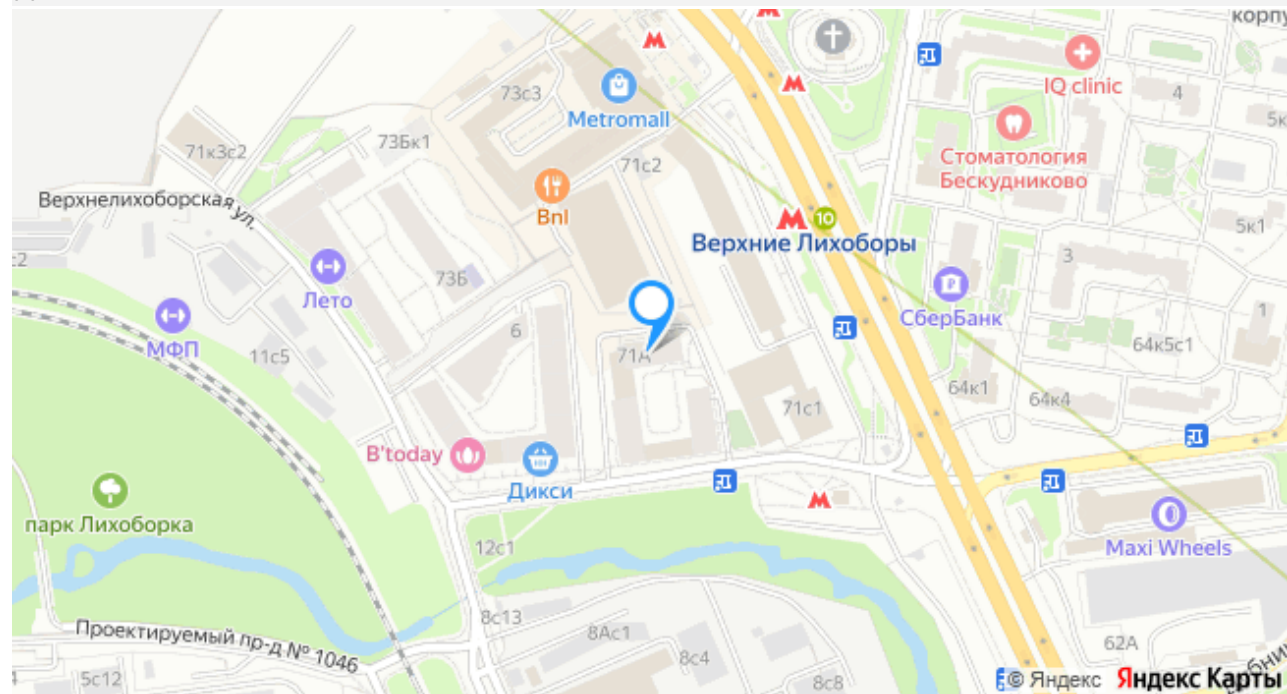 корпу
IQ clinic
4
5к
73с3
Metromall
73Бк1
71к3с2
71с2
Стоматология
Бескудниково
Верхнелихоборская ул.
Bnl
10
Верхние Лихоборы
5к1
с2
73Б
3
Лето
СберБанк
1
МФП
11с5
6
71А
64к5с1
64к1
64к4
71с1
B'today
Дикси
парк Лихоборка
Maxi Wheels
12с1
8с13
Проектируемый пр-д № 1046
8Ас1
8с4
62А
5с12
8с8
© Яндекс Яндекс Карты